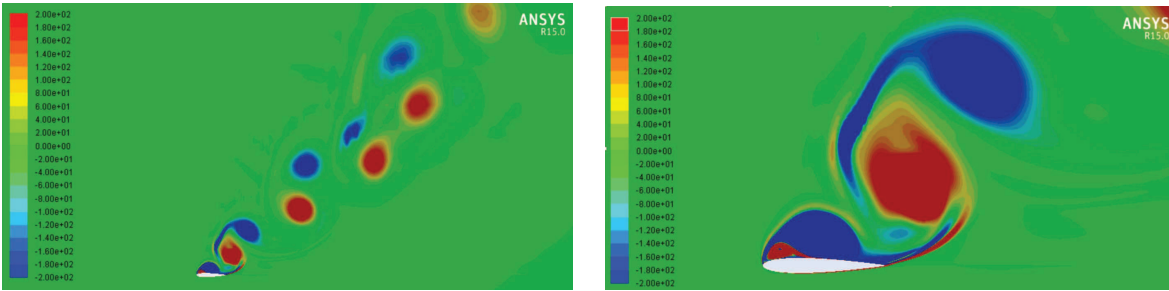 2.00e+02
1.80e+02
1.60e+02
1.40e+02
1.20e+02
1.00e+02
8.00e+01
6.00e+01
4.00e+01
2.00e+01
0.00e+00
-2.00e+01
-4.00e+01
-6.00e+01
-8.00e+01
-1.00e+02
-1.20e+02
-1.40e+02
-1.60e+02
-1.80e+02
-2.00e+02
ANSYS
R15.0
2.00e+02
1.80e+02
1.60e+02
1.40e+02
1.20e+02
1.00e+02
8.00e+01
6.00e+01
4.00e+01
2.00e+01
0.00e+00
-2.00e+01
-4.00e+01
-6.00e+01
-8.00e+01
-1.00e+02
-1.20e+02
-1.40e+02
-1.60e+02
-1.80e+02
-2.00e+02
ANSYS
R15.0